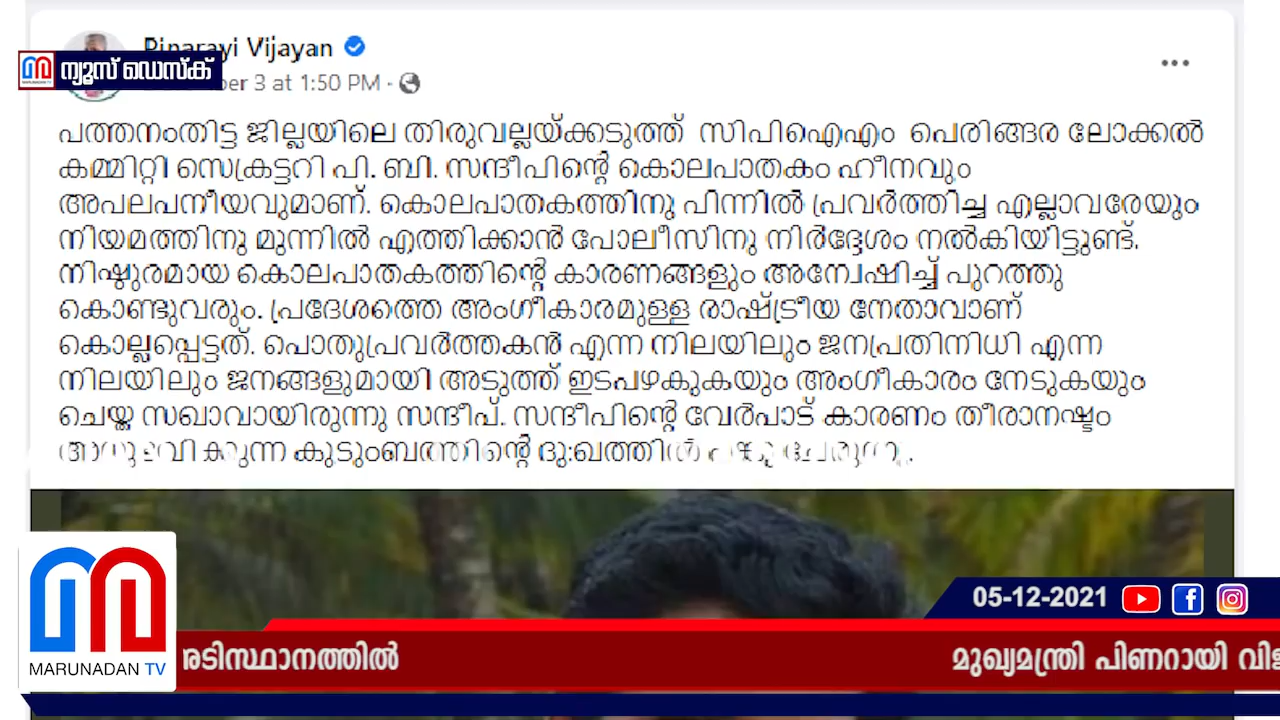 Pinarayi Vijayan
ന്യൂസ് ഡെസ്ക്
MARUNADAN TV
3 at 1:50 PM ·
പത്തനംതിട്ട ജില്ലയിലെ തിരുവല്ലയ്ക്കടുത്ത് സിപിഐഎം പെരിങ്ങര ലോക്കൽ
കമ്മിറ്റി സെക്രട്ടറി പി. ബി. സന്ദീപിന്റെ കൊലപാതകം ഹീനവും
അപലപനീയവുമാണ്. കൊലപാതകത്തിനു പിന്നിൽ പ്രവർത്തിച്ച എല്ലാവരേയും
നിയമത്തിനു മുന്നിൽ എത്തിക്കാൻ പോലീസിനു നിർദ്ദേശം നൽകിയിട്ടുണ്ട്.
നിഷ്ഠുരമായ കൊലപാതകത്തിന്റെ കാരണങ്ങളും അന്വേഷിച്ച് പുറത്തു
കൊണ്ടുവരും. പ്രദേശത്തെ അംഗീകാരമുള്ള രാഷ്ട്രീയ നേതാവാണ്
കൊല്ലപ്പെട്ടത്. പൊതുപ്രവർത്തകൻ എന്ന നിലയിലും ജനപ്രതിനിധി എന്ന
നിലയിലും ജനങ്ങളുമായി അടുത്ത് ഇടപഴകുകയും അംഗീകാരം നേടുകയും
ചെയ്ത സഖാവായിരുന്നു സന്ദീപ്. സന്ദീപിന്റെ വേർപാട് കാരണം തീരാനഷ്ടം
കുടുംബത്തിന്റെ ദുഃഖത്തിൽ
05-12-2021
MARUNADAN TV
അടിസ്ഥാനത്തിൽ മുഖ്യമന്ത്രി പിണറായി